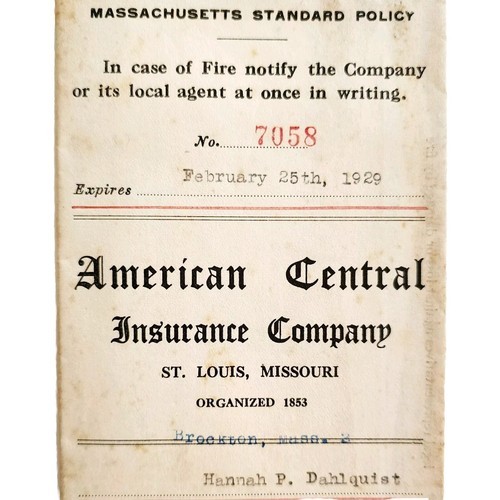 MASSACHUSETTS STANDARD POLICY
In case of Fire notify the Company
or its local agent at once in writing.
No. 7058
Expires February 25th, 1929
American Central
Insurance Company
ST. LOUIS, MISSOURI
ORGANIZED 1853
Brockton, Mass. 2
Hannah P. Dahlquist